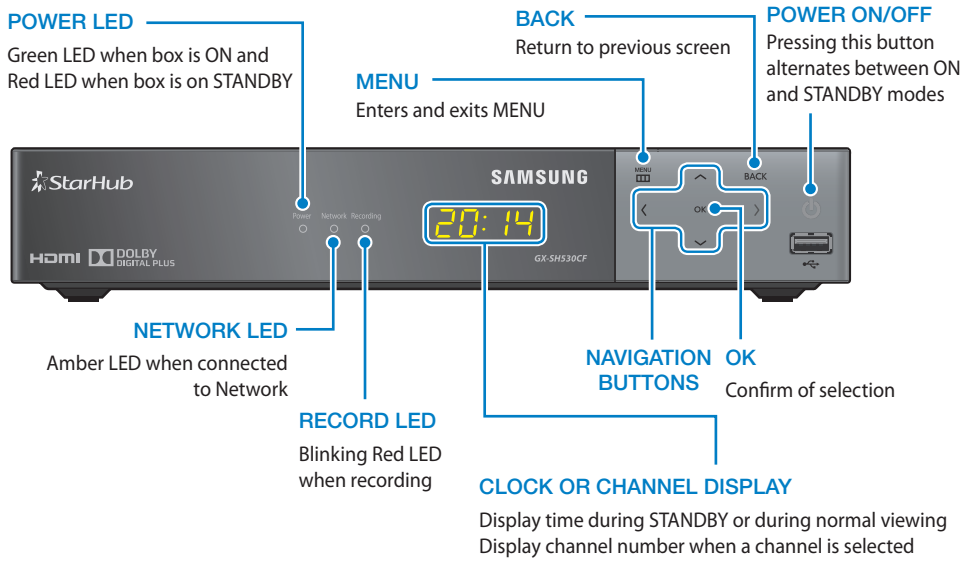 POWER LED
Green LED when box is ON and
Red LED when box is on STANDBY
BACK
Return to previous screen
POWER ON/OFF
Pressing this button
alternates between ON
and STANDBY modes
MENU
Enters and exits MENU
StarHub
SAMSUNG
MENU
BACK
OK
Power Network Recording
20:14
HDMI DOLBY
DIGITAL PLUS
GX-SH530CF
NETWORK LED
Amber LED when connected
to Network
RECORD LED
Blinking Red LED
when recording
NAVIGATION
BUTTONS
OK
Confirm of selection
CLOCK OR CHANNEL DISPLAY
Display time during STANDBY or during normal viewing
Display channel number when a channel is selected